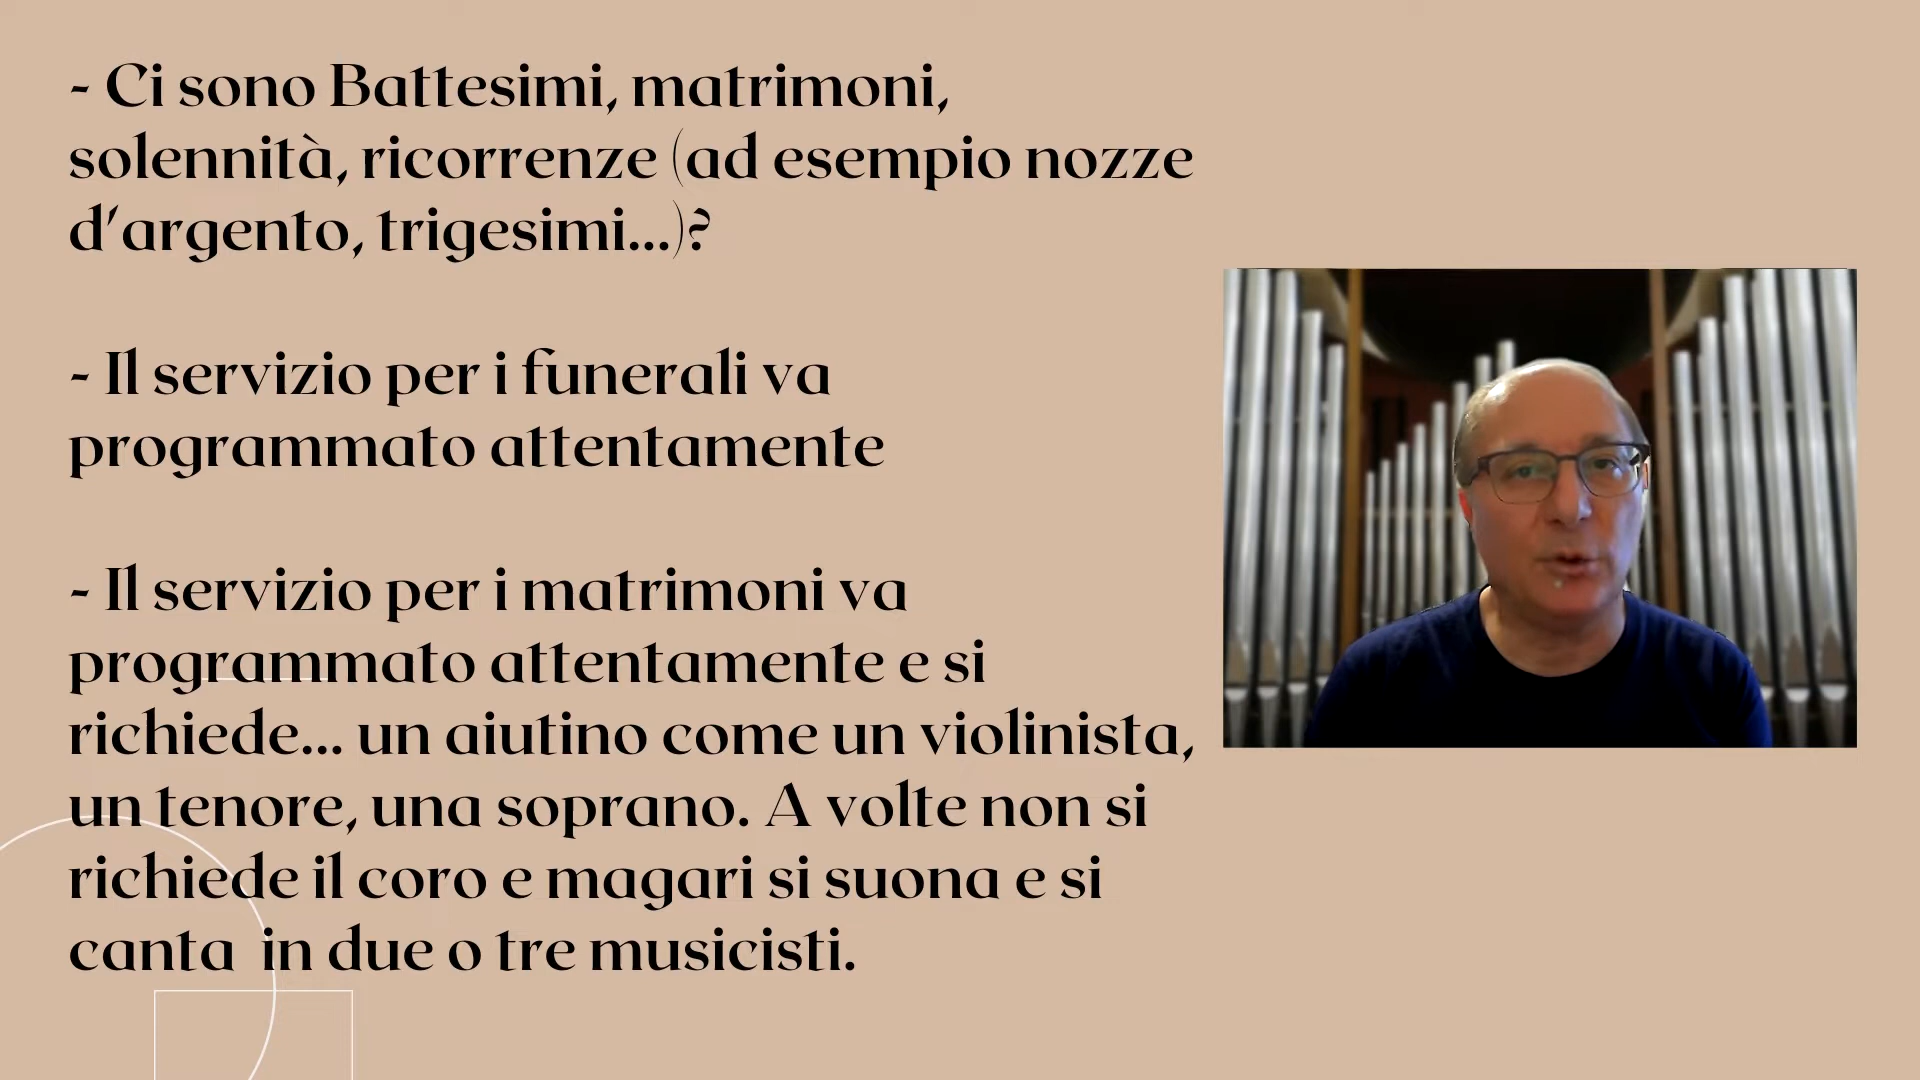 - Ci sono Battesimi, matrimoni,
solennità, ricorrenze (ad esempio nozze
d'argento, trigesimi...)?
- Il servizio per i funerali va
programmato attentamente
- Il servizio per i matrimoni va
programmato attentamente e si
richiede... un aiutino come un violinista,
un tenore, una soprano. A volte non si
richiede il coro e magari si suona e si
canta  in due o tre musicisti.